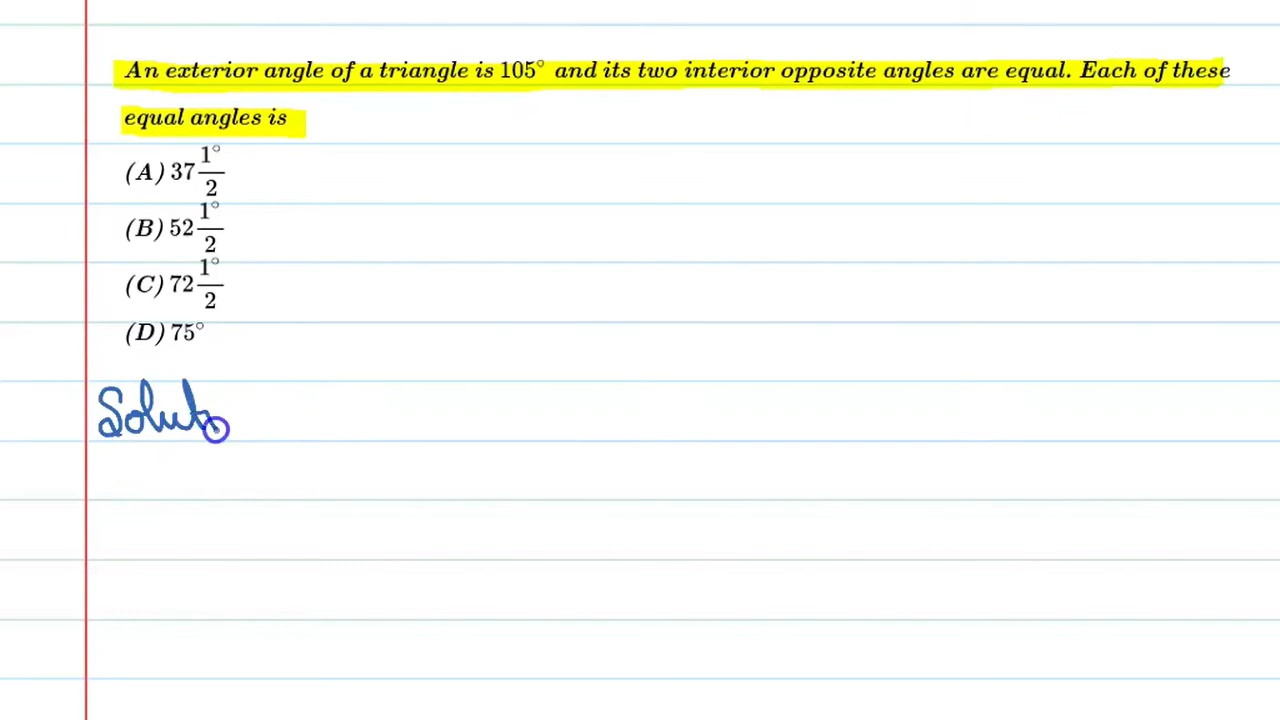 An exterior angle of a triangle is 105° and its two interior opposite angles are equal. Each of these
equal angles is
(A) 37 1°/2
(B) 52 1°/2
(C) 72 1°/2
(D) 75°
Solut